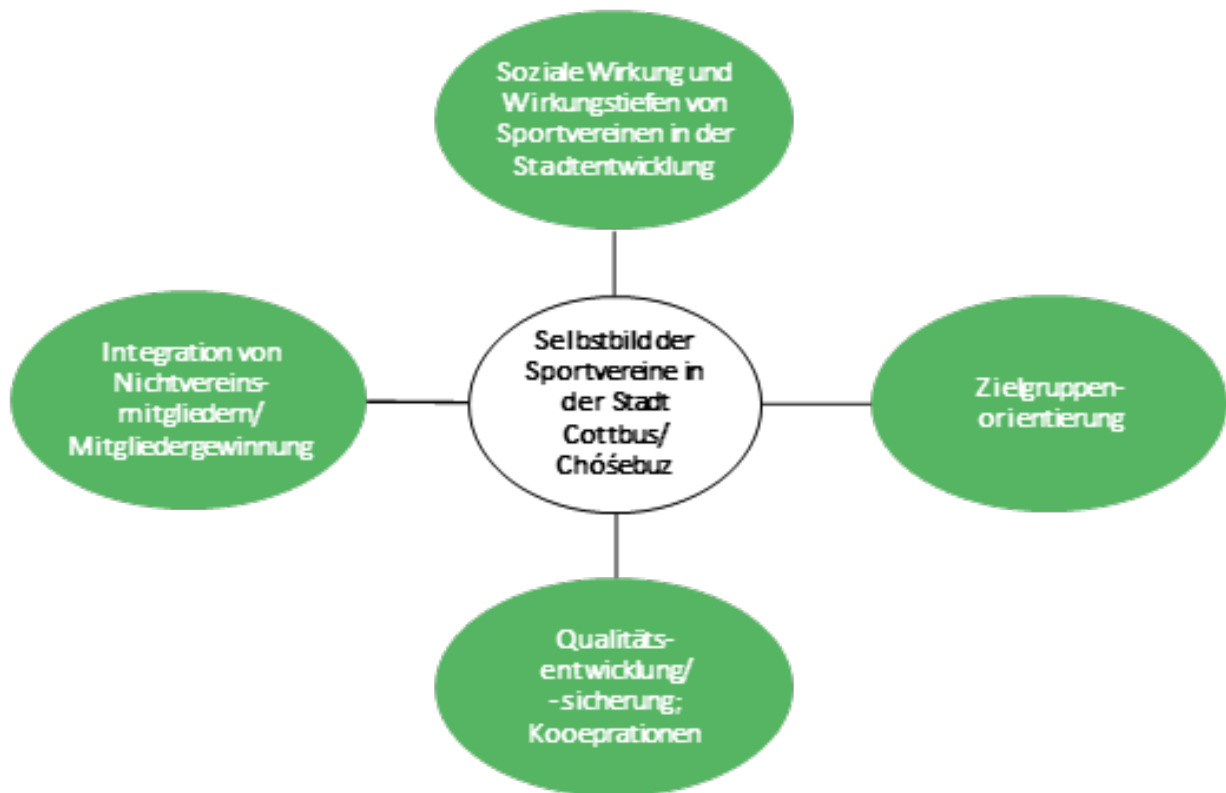 Soziale Wirkung und
Wirkungstiefen von
Sportvereinen in der
Stadtentwicklung
Integration von
Nichtvereins-
mitgliedern/
Mitgliedergewinnung
Selbstbild der
Sportvereine in
der Stadt
Cottbus/
Chóśebuz
Zielgruppen-
orientierung
Qualitäts-
entwicklung/
-sicherung;
Kooeprationen